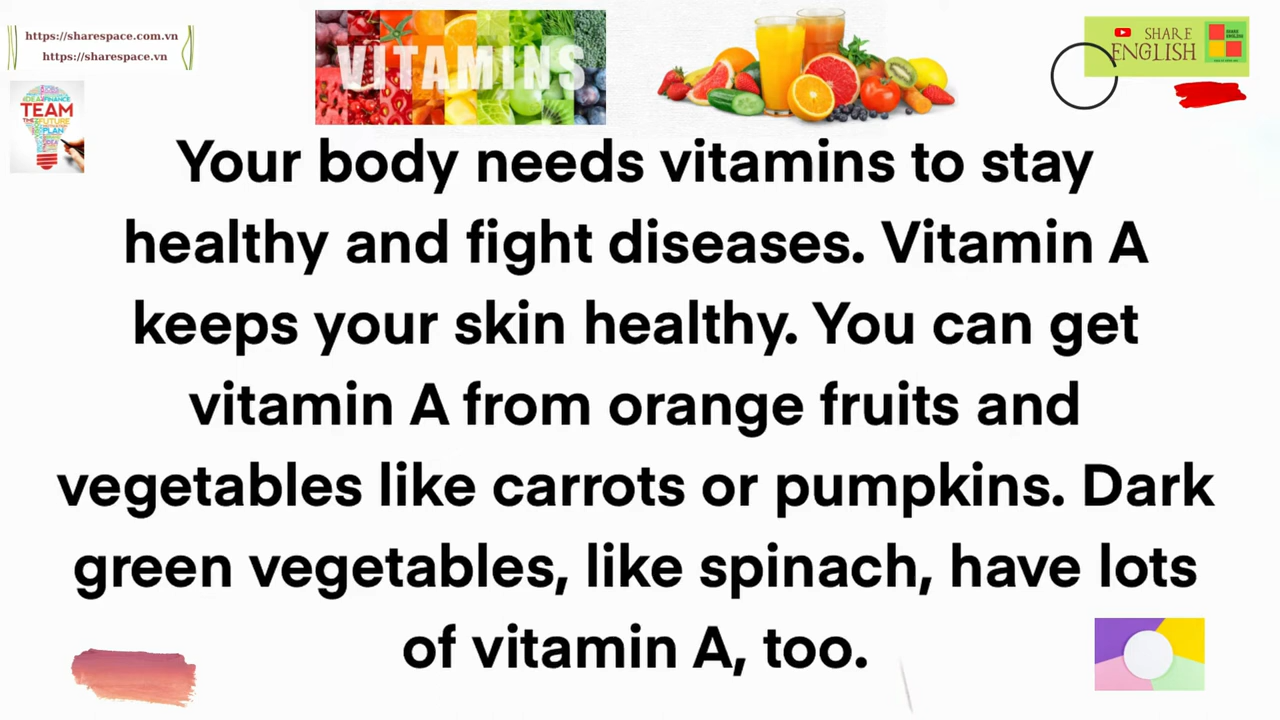 https://sharespace.com.vn
https://sharespace.vn
VITAMINS
SHARE
ENGLISH
TEAM
PLAN
Your body needs vitamins to stay
healthy and fight diseases. Vitamin A
keeps your skin healthy. You can get
vitamin A from orange fruits and
vegetables like carrots or pumpkins. Dark
green vegetables, like spinach, have lots
of vitamin A, too.